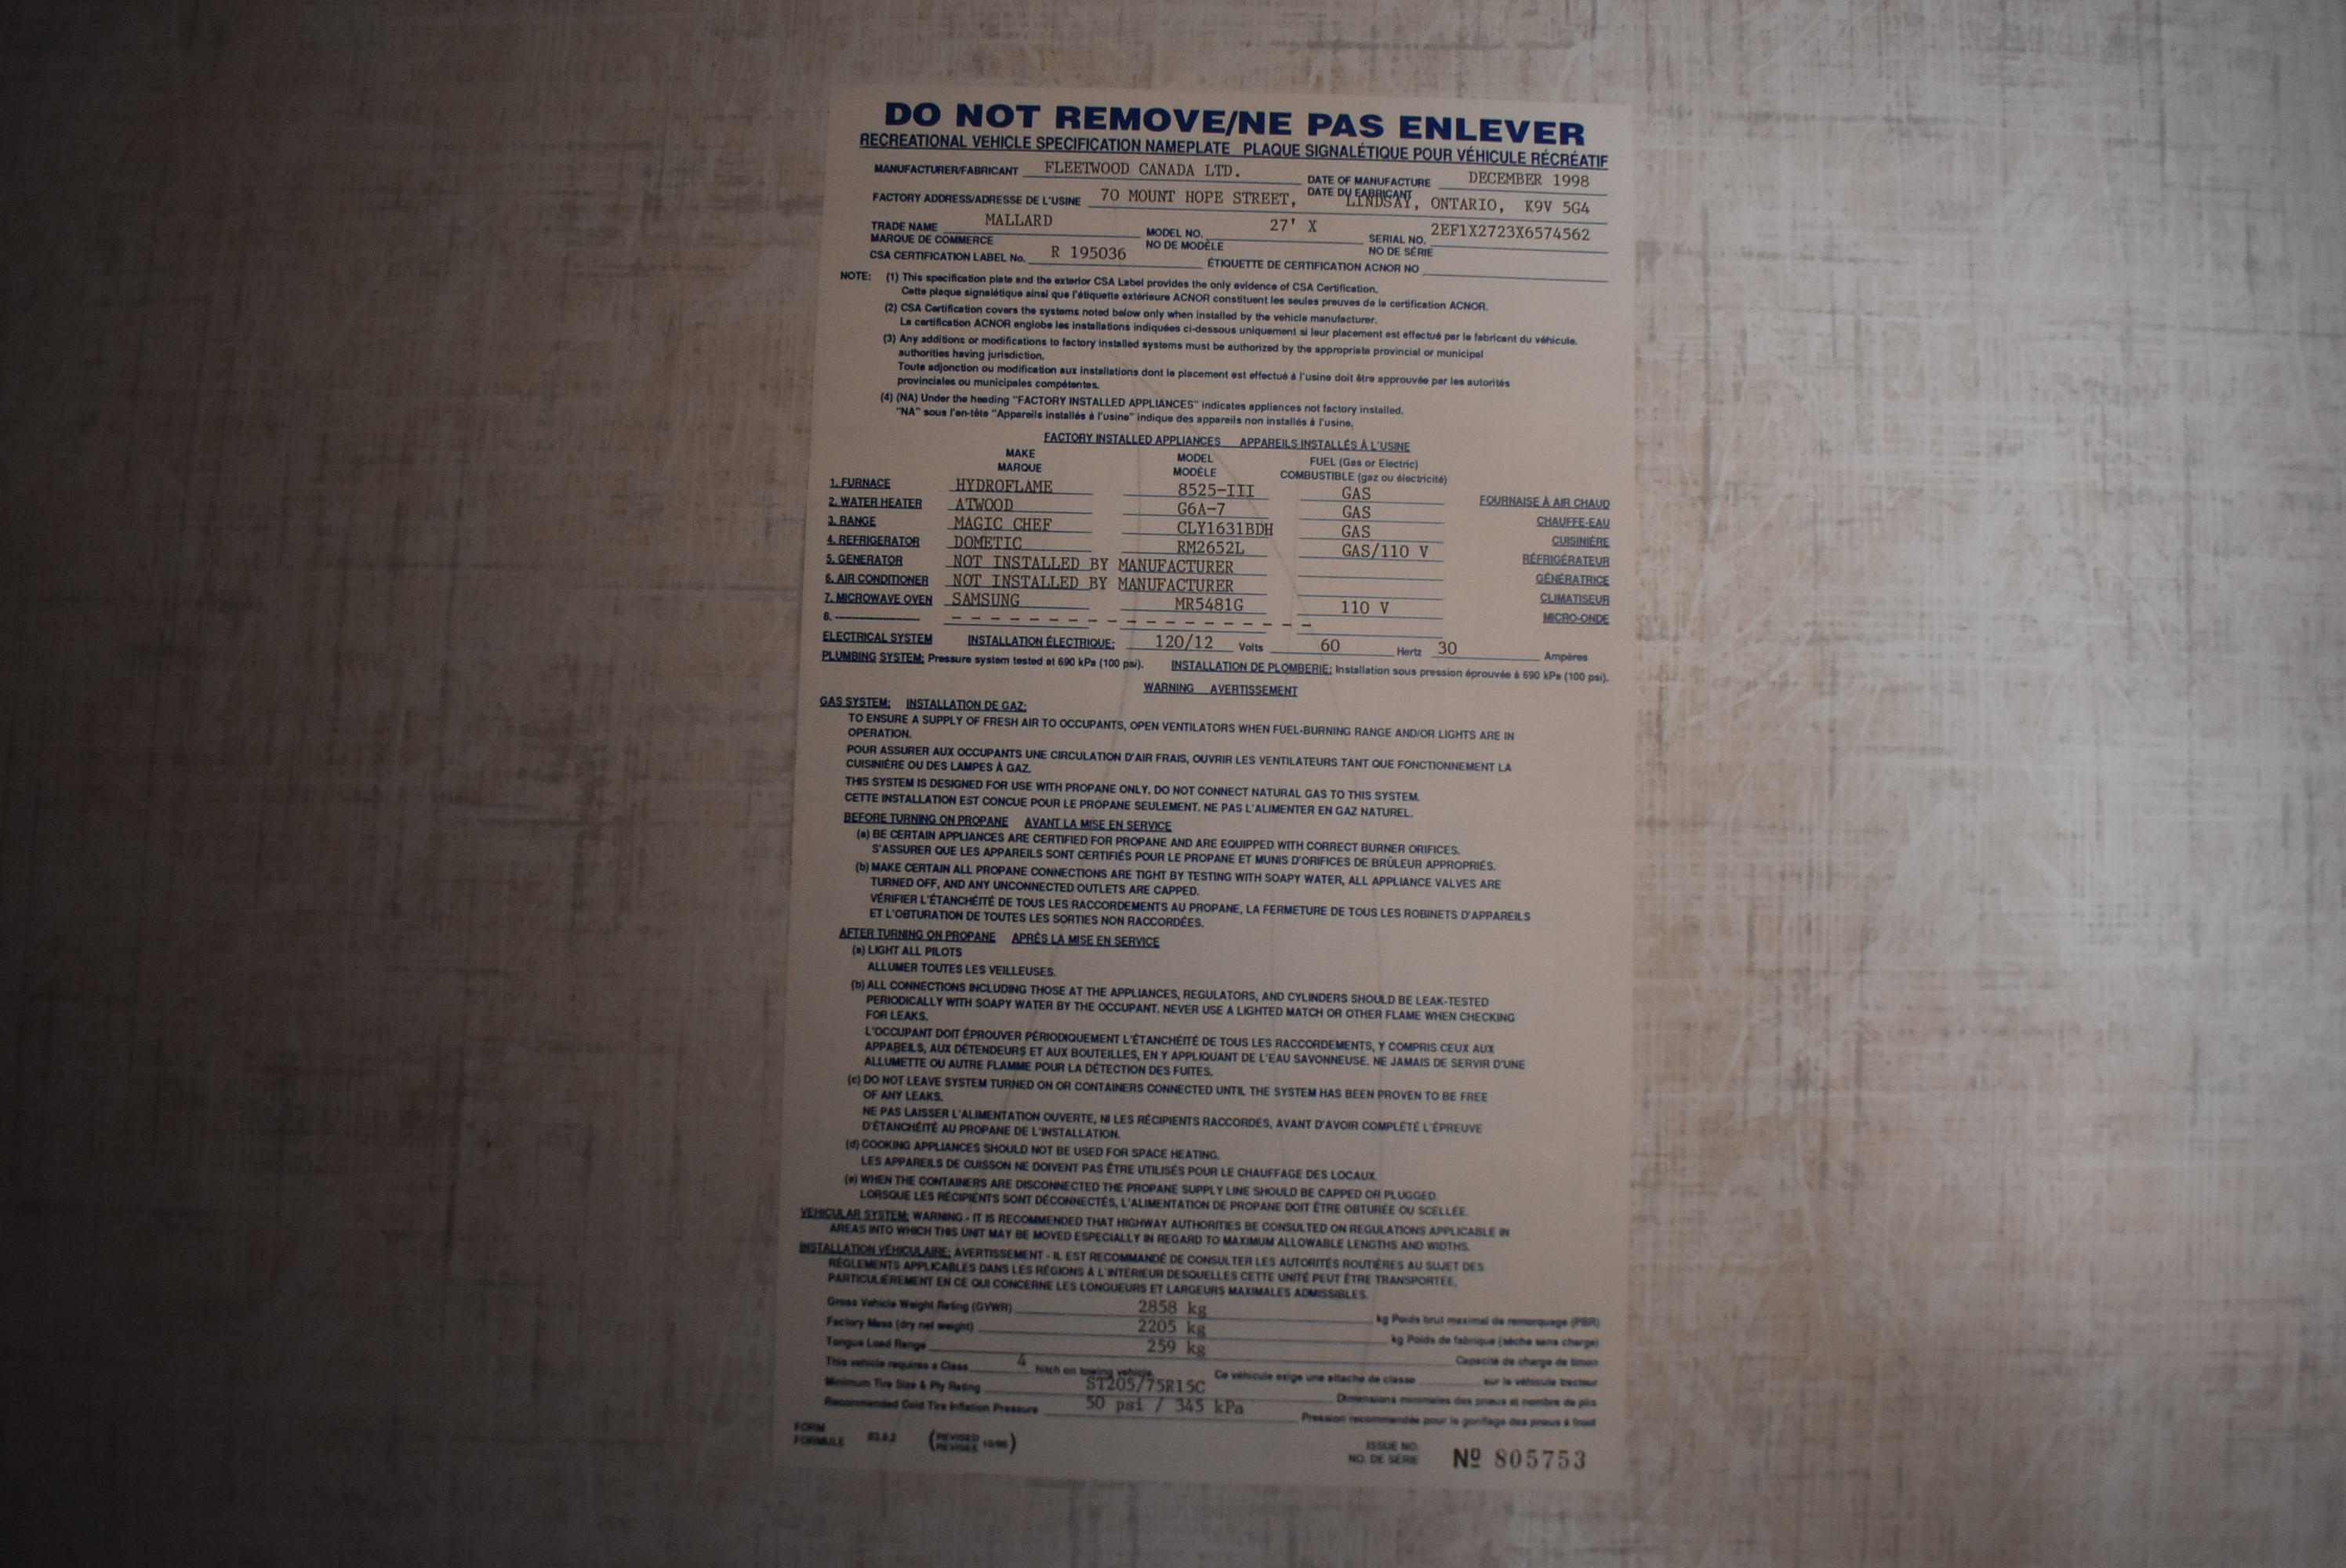 DO NOT REMOVE/NE PAS ENLEVER
RECREATIONAL VEHICLE SPECIFICATION NAMEPLATE PLAQUE SIGNALÉTIQUE POUR VÉHICULE RÉCRÉATIF
MANUFACTURER/FABRICANT FLEETWOOD CANADA LTD. DATE OF MANUFACTURE DECEMBER 1998
DATE DU FABRICANT
FACTORY ADDRESS/ADRESSE DE L'USINE 70 MOUNT HOPE STREET, LINDSAY, ONTARIO, K9V 5G4
TRADE NAME MALLARD MODEL NO. 27' X SERIAL NO. 2EF1X2723X6574562
MARQUE DE COMMERCE NO DE MODÈLE NO DE SÉRIE
CSA CERTIFICATION LABEL No. R 195036 ÉTIQUETTE DE CERTIFICATION ACNOR NO
NOTE: (1) This specification plate and the exterior CSA Label provides the only evidence of CSA Certification.
Cette plaque signalétique ainsi que l'étiquette extérieure ACNOR constituent les seules preuves de la certification ACNOR.
(2) CSA Certification covers the systems noted below only when installed by the vehicle manufacturer.
La certification ACNOR englobe les installations indiquées ci-dessous uniquement si leur placement est effectué par le fabricant du véhicule.
(3) Any additions or modifications to factory installed systems must be authorized by the appropriate provincial or municipal
authorities having jurisdiction.
Toute adjonction ou modification aux installations dont le placement est effectué à l'usine doit être approuvée par les autorités
provinciales ou municipales compétentes.
(4) (NA) Under the heading "FACTORY INSTALLED APPLIANCES" indicates appliances not factory installed.
"NA" sous l'en-tête "Appareils installés à l'usine" indique des appareils non installés à l'usine.
FACTORY INSTALLED APPLIANCES APPAREILS INSTALLÉS À L'USINE
MAKE MODEL FUEL (Gas or Electric)
MARQUE MODÈLE COMBUSTIBLE (gaz ou électricité)
1. FURNACE HYDROFLAME 8525-III GAS FOURNAISE À AIR CHAUD
2. WATER HEATER ATWOOD G6A-7 GAS CHAUFFE-EAU
3. RANGE MAGIC CHEF CLY1631BDH GAS CUISINIÈRE
4. REFRIGERATOR DOMETIC RM2652L GAS/110 V RÉFRIGÉRATEUR
5. GENERATOR NOT INSTALLED BY MANUFACTURER GÉNÉRATRICE
6. AIR CONDITIONER NOT INSTALLED BY MANUFACTURER CLIMATISEUR
7. MICROWAVE OVEN SAMSUNG MR5481G 110 V MICRO-ONDE
8.
ELECTRICAL SYSTEM INSTALLATION ÉLECTRIQUE: 120/12 Volts 60 Hertz 30 Ampères
PLUMBING SYSTEM: Pressure system tested at 690 kPa (100 psi). INSTALLATION DE PLOMBERIE: Installation sous pression éprouvée à 690 kPa (100 psi).
WARNING AVERTISSEMENT
GAS SYSTEM: INSTALLATION DE GAZ:
TO ENSURE A SUPPLY OF FRESH AIR TO OCCUPANTS, OPEN VENTILATORS WHEN FUEL-BURNING RANGE AND/OR LIGHTS ARE IN
OPERATION.
POUR ASSURER AUX OCCUPANTS UNE CIRCULATION D'AIR FRAIS, OUVRIR LES VENTILATEURS TANT QUE FONCTIONNEMENT LA
CUISINIÈRE OU DES LAMPES À GAZ.
THIS SYSTEM IS DESIGNED FOR USE WITH PROPANE ONLY. DO NOT CONNECT NATURAL GAS TO THIS SYSTEM.
CETTE INSTALLATION EST CONCUE POUR LE PROPANE SEULEMENT. NE PAS L'ALIMENTER EN GAZ NATUREL.
BEFORE TURNING ON PROPANE AVANT LA MISE EN SERVICE
(a) BE CERTAIN APPLIANCES ARE CERTIFIED FOR PROPANE AND ARE EQUIPPED WITH CORRECT BURNER ORIFICES.
S'ASSURER QUE LES APPAREILS SONT CERTIFIÉS POUR LE PROPANE ET MUNIS D'ORIFICES DE BRÛLEUR APPROPRIÉS.
(b) MAKE CERTAIN ALL PROPANE CONNECTIONS ARE TIGHT BY TESTING WITH SOAPY WATER, ALL APPLIANCE VALVES ARE
TURNED OFF, AND ANY UNCONNECTED OUTLETS ARE CAPPED.
VÉRIFIER L'ÉTANCHÉITÉ DE TOUS LES RACCORDEMENTS AU PROPANE, LA FERMETURE DE TOUS LES ROBINETS D'APPAREILS
ET L'OBTURATION DE TOUTES LES SORTIES NON RACCORDÉES.
AFTER TURNING ON PROPANE APRÈS LA MISE EN SERVICE
(a) LIGHT ALL PILOTS
ALLUMER TOUTES LES VEILLEUSES.
(b) ALL CONNECTIONS INCLUDING THOSE AT THE APPLIANCES, REGULATORS, AND CYLINDERS SHOULD BE LEAK-TESTED
PERIODICALLY WITH SOAPY WATER BY THE OCCUPANT. NEVER USE A LIGHTED MATCH OR OTHER FLAME WHEN CHECKING
FOR LEAKS.
L'OCCUPANT DOIT ÉPROUVER PÉRIODIQUEMENT L'ÉTANCHÉITÉ DE TOUS LES RACCORDEMENTS, Y COMPRIS CEUX AUX
APPAREILS, AUX DÉTENDEURS ET AUX BOUTEILLES, EN Y APPLIQUANT DE L'EAU SAVONNEUSE. NE JAMAIS DE SERVIR D'UNE
ALLUMETTE OU AUTRE FLAMME POUR LA DÉTECTION DES FUITES.
(c) DO NOT LEAVE SYSTEM TURNED ON OR CONTAINERS CONNECTED UNTIL THE SYSTEM HAS BEEN PROVEN TO BE FREE
OF ANY LEAKS.
NE PAS LAISSER L'ALIMENTATION OUVERTE, NI LES RÉCIPIENTS RACCORDÉS, AVANT D'AVOIR COMPLÉTÉ L'ÉPREUVE
D'ÉTANCHÉITÉ AU PROPANE DE L'INSTALLATION.
(d) COOKING APPLIANCES SHOULD NOT BE USED FOR SPACE HEATING.
LES APPAREILS DE CUISSON NE DOIVENT PAS ÊTRE UTILISÉS POUR LE CHAUFFAGE DES LOCAUX.
(e) WHEN THE CONTAINERS ARE DISCONNECTED THE PROPANE SUPPLY LINE SHOULD BE CAPPED OR PLUGGED.
LORSQUE LES RÉCIPIENTS SONT DÉCONNECTÉS, L'ALIMENTATION DE PROPANE DOIT ÊTRE OBTURÉE OU SCELLÉE.
VEHICULAR SYSTEM: WARNING - IT IS RECOMMENDED THAT HIGHWAY AUTHORITIES BE CONSULTED ON REGULATIONS APPLICABLE IN
AREAS INTO WHICH THIS UNIT MAY BE MOVED ESPECIALLY IN REGARD TO MAXIMUM ALLOWABLE LENGTHS AND WIDTHS.
INSTALLATION VÉHICULAIRE: AVERTISSEMENT - IL EST RECOMMANDÉ DE CONSULTER LES AUTORITÉS ROUTIÈRES AU SUJET DES
RÈGLEMENTS APPLICABLES DANS LES RÉGIONS À L'INTÉRIEUR DESQUELLES CETTE UNITÉ PEUT ÊTRE TRANSPORTÉE,
PARTICULIÈREMENT EN CE QUI CONCERNE LES LONGUEURS ET LARGEURS MAXIMALES ADMISSIBLES.
Gross Vehicle Weight Rating (GVWR) 2858 kg kg Poids brut maximal de remorquage (PBR)
Factory Mass (dry net weight) 2205 kg kg Poids de fabrique (sèche sans charge)
Tongue Load Range 259 kg Capacité de charge de timon
This vehicle requires a Class 4 hitch on towing vehicle. Ce véhicule exige une attache de classe sur le véhicule tracteur
Minimum Tire Size & Ply Rating ST205/75R15C Dimensions minimales des pneus et nombre de plis
Recommended Cold Tire Inflation Pressure 50 psi / 345 kPa Pression recommandée pour le gonflage des pneus à froid
FORM
FORMULE 83.9.2 (REVISED
REVISEE 10/96)
ISSUE NO.
NO. DE SÉRIE Nº 805753